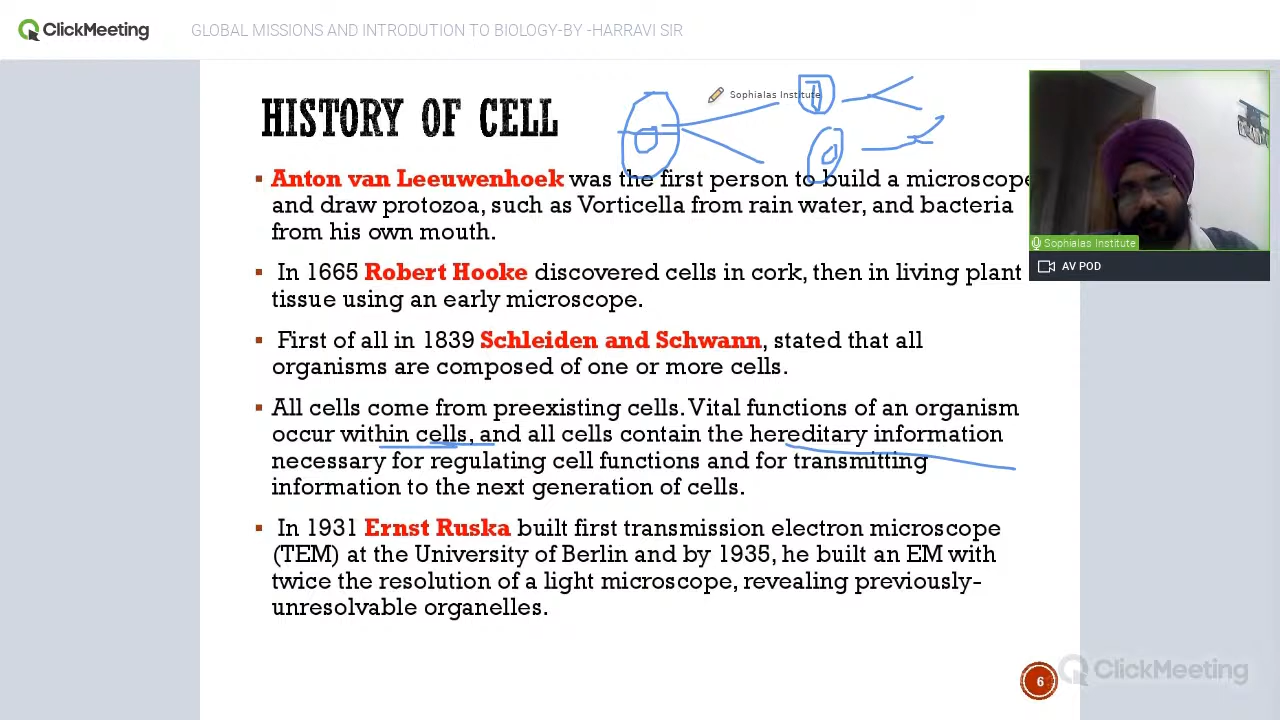 ClickMeeting GLOBAL MISSIONS AND INTRODUTION TO BIOLOGY-BY -HARRAVI SIR
Sophialas Institute
HISTORY OF CELL
▪ Anton van Leeuwenhoek was the first person to build a microscope
and draw protozoa, such as Vorticella from rain water, and bacteria
from his own mouth.
▪ In 1665 Robert Hooke discovered cells in cork, then in living plant
tissue using an early microscope.
▪ First of all in 1839 Schleiden and Schwann, stated that all
organisms are composed of one or more cells.
▪ All cells come from preexisting cells. Vital functions of an organism
occur within cells, and all cells contain the hereditary information
necessary for regulating cell functions and for transmitting
information to the next generation of cells.
▪ In 1931 Ernst Ruska built first transmission electron microscope
(TEM) at the University of Berlin and by 1935, he built an EM with
twice the resolution of a light microscope, revealing previously-
unresolvable organelles.
Sophialas Institute
AV POD
6
ClickMeeting